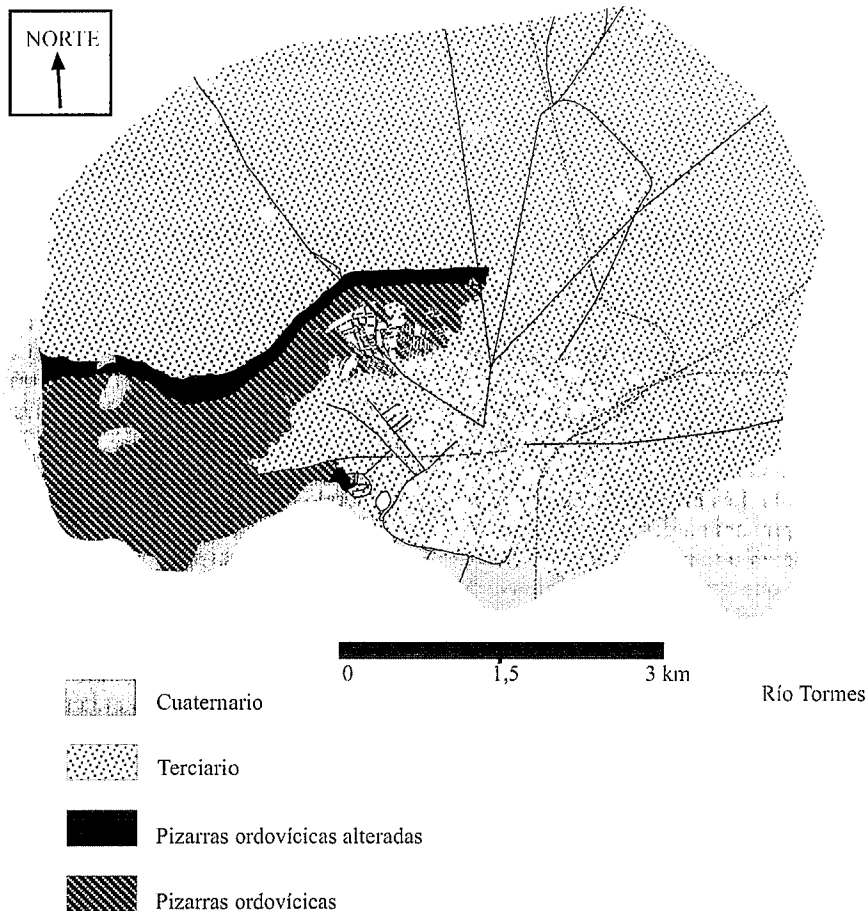 NORTE
0 1,5 3 km
Río Tormes
Cuaternario
Terciario
Pizarras ordovícicas alteradas
Pizarras ordovícicas